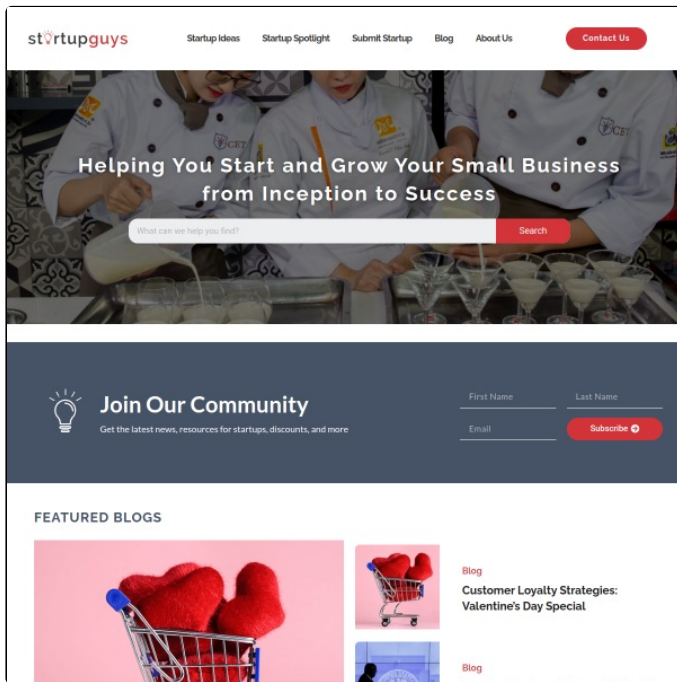 startupguys
Startup Ideas
Startup Spotlight
Submit Startup
Blog
About Us
Contact Us
CET
Helping You Start and Grow Your Small Business
from Inception to Success
What can we help you find?
Search
Join Our Community
Get the latest news, resources for startups, discounts, and more
First Name
Last Name
Email
Subscribe
FEATURED BLOGS
Blog
Customer Loyalty Strategies:
Valentine's Day Special
Blog